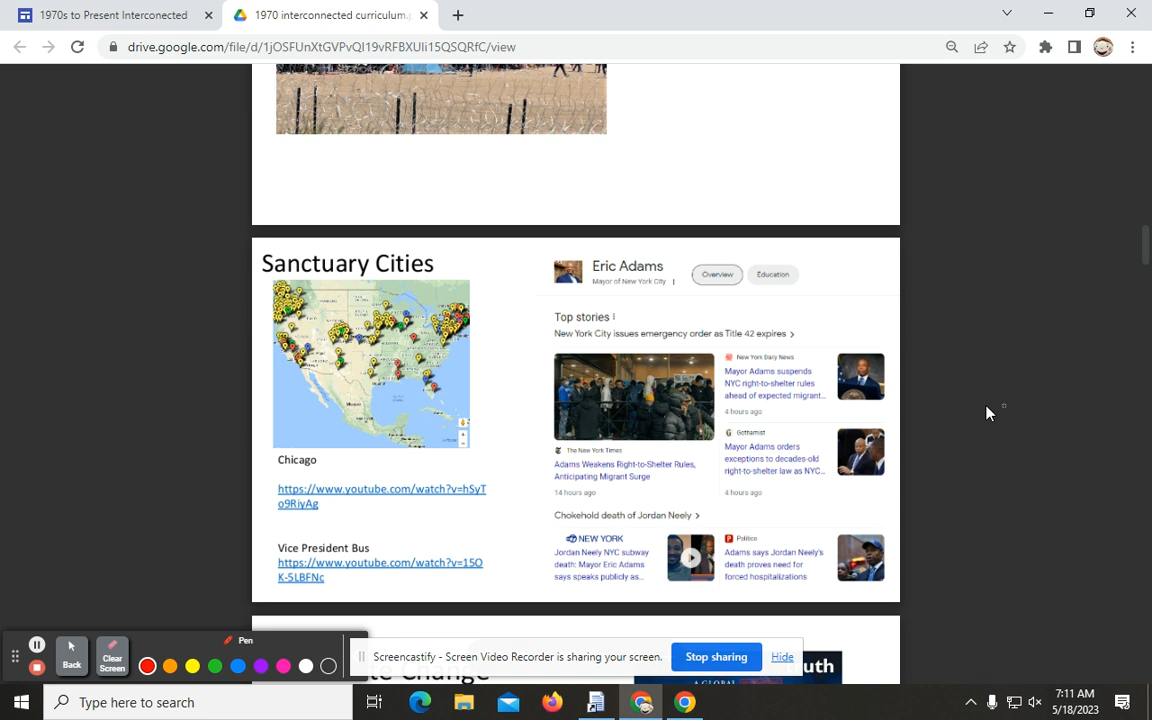 1970s to Present Interconnected
1970 interconnected curriculum.
drive.google.com/file/d/1jOSFUnXtGVPvQI19vRFBXUli15QSQRfC/view
Sanctuary Cities
Chicago
https://www.youtube.com/watch?v=hSyT
o9RiyAg
Vice President Bus
https://www.youtube.com/watch?v=15O
K-5LBFNc
Eric Adams
Mayor of New York City
Overview
Education
Top stories
New York City issues emergency order as Title 42 expires
The New York Times
Adams Weakens Right-to-Shelter Rules,
Anticipating Migrant Surge
14 hours ago
New York Daily News
Mayor Adams suspends
NYC right-to-shelter rules
ahead of expected migrant...
4 hours ago
Gothamist
Mayor Adams orders
exceptions to decades-old
right-to-shelter law as NYC...
4 hours ago
Chokehold death of Jordan Neely
NEW YORK
Jordan Neely NYC subway
death: Mayor Eric Adams
says speaks publicly as...
Politico
Adams says Jordan Neely's
death proves need for
forced hospitalizations
Back
Clear
Screen
Pen
Screencastify - Screen Video Recorder is sharing your screen.
Stop sharing
Hide
A GLOBAL
Type here to search
7:11 AM
5/18/2023